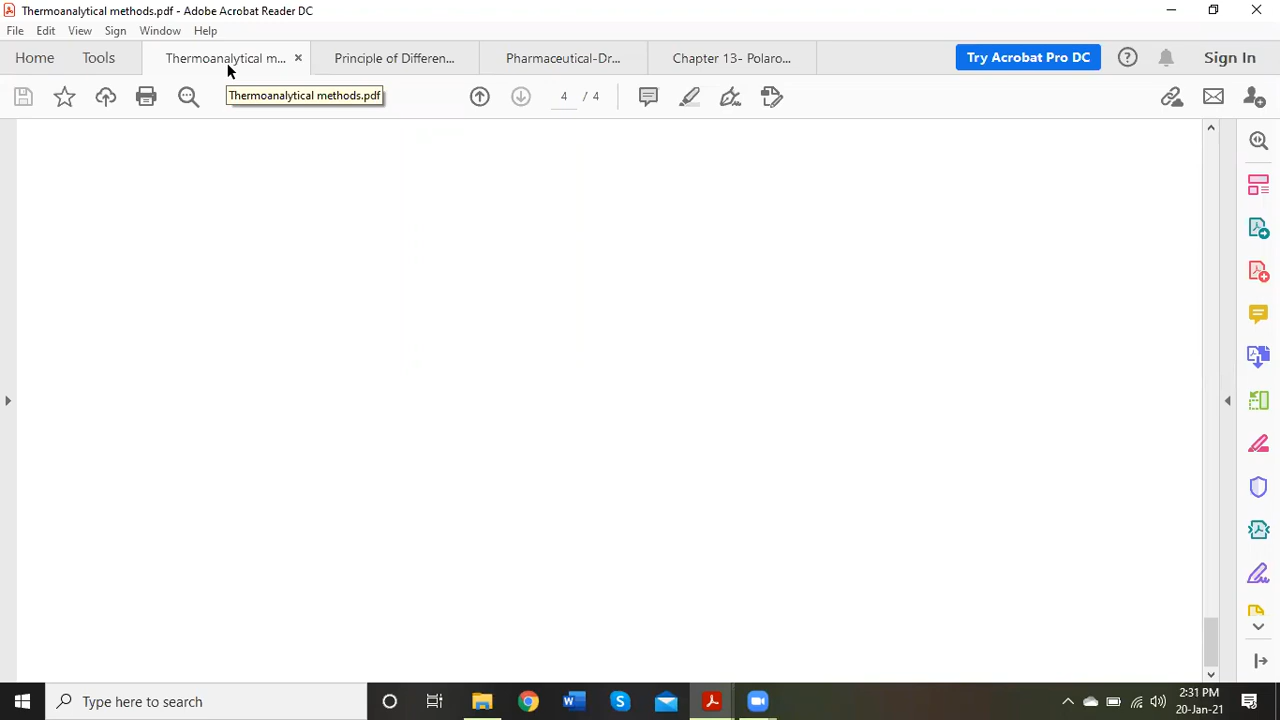 Thermoanalytical methods.pdf - Adobe Acrobat Reader DC
File Edit View Sign Window Help
Home Tools Thermoanalytical m... × Principle of Differen... Pharmaceutical-Dr... Chapter 13- Polaro... Try Acrobat Pro DC Sign In
Thermoanalytical methods.pdf 4 / 4
Type here to search
2:31 PM
20-Jan-21